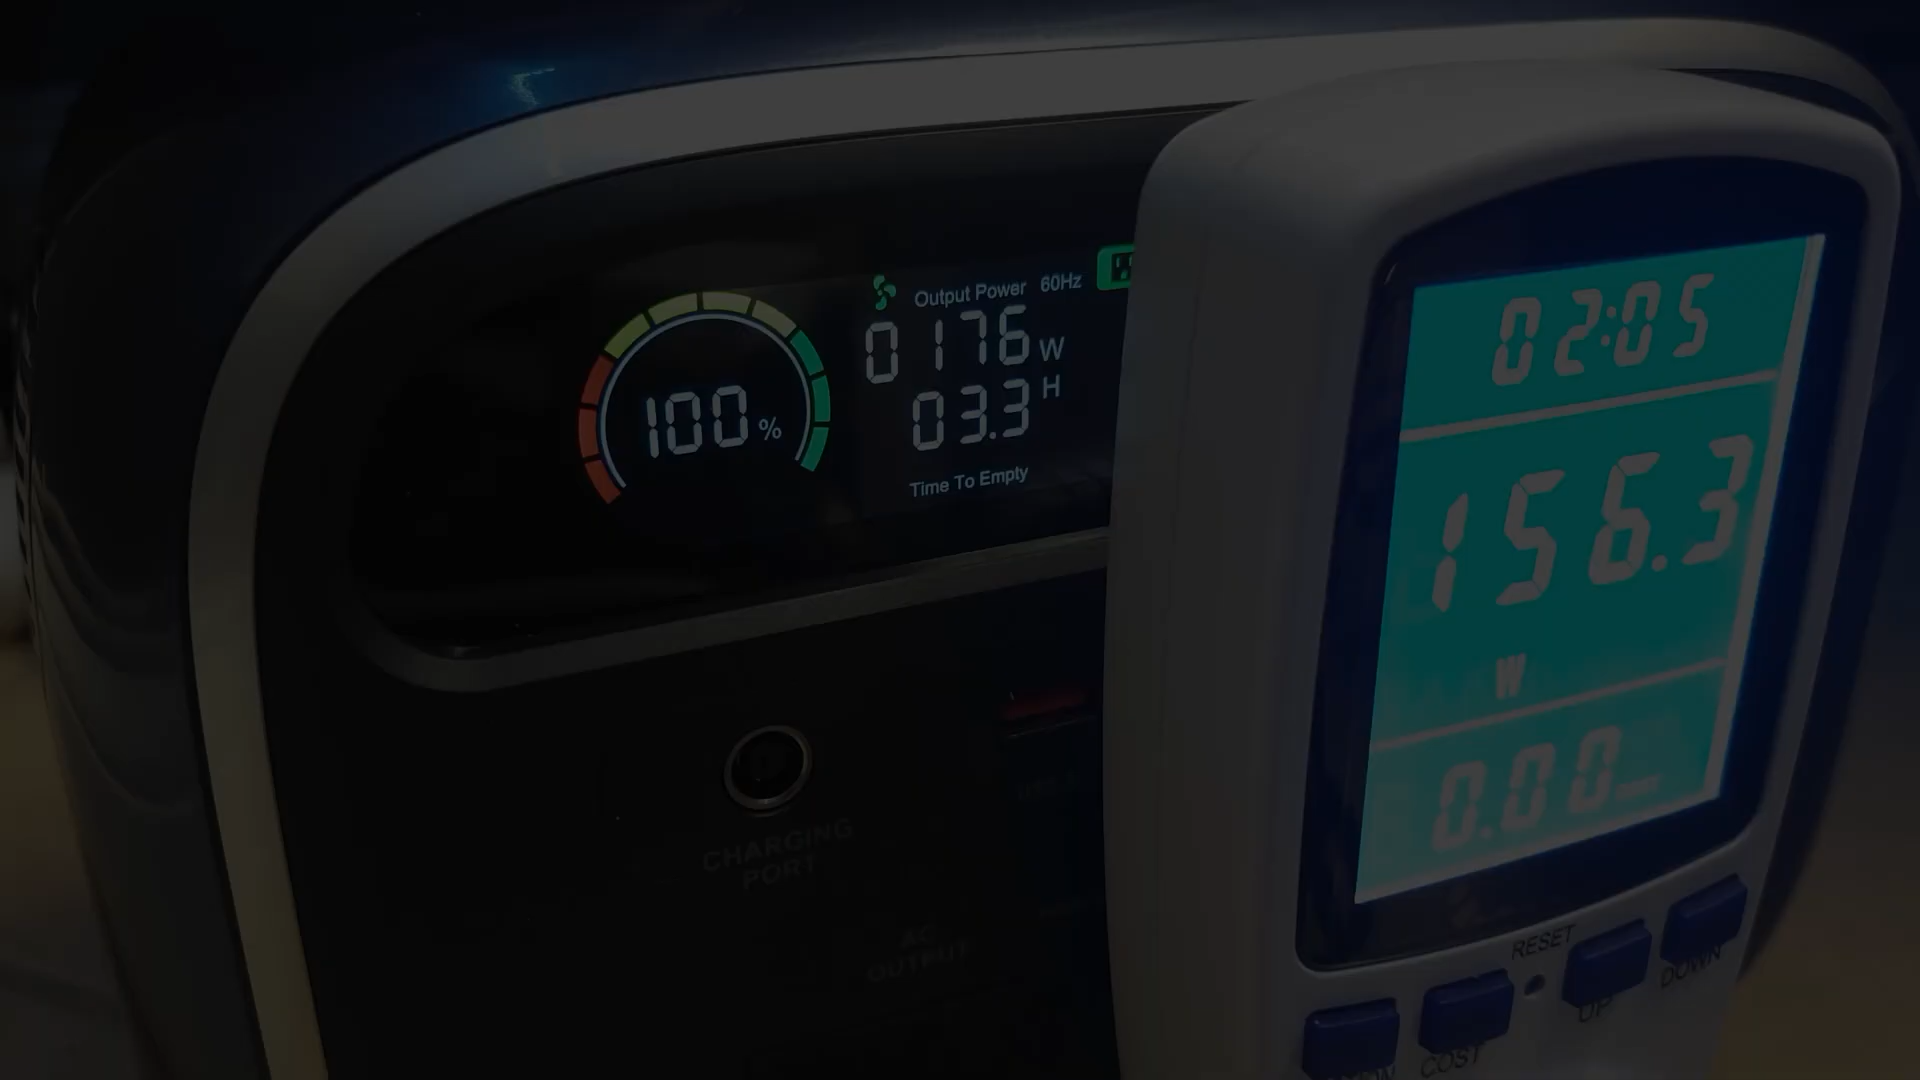 Output Power 60Hz
0176 W
03.3 H
Time To Empty
100 %
CHARGING
PORT
AC
OUTPUT
02:05
156.3
W
0.00
RESET
UP
DOWN
COST